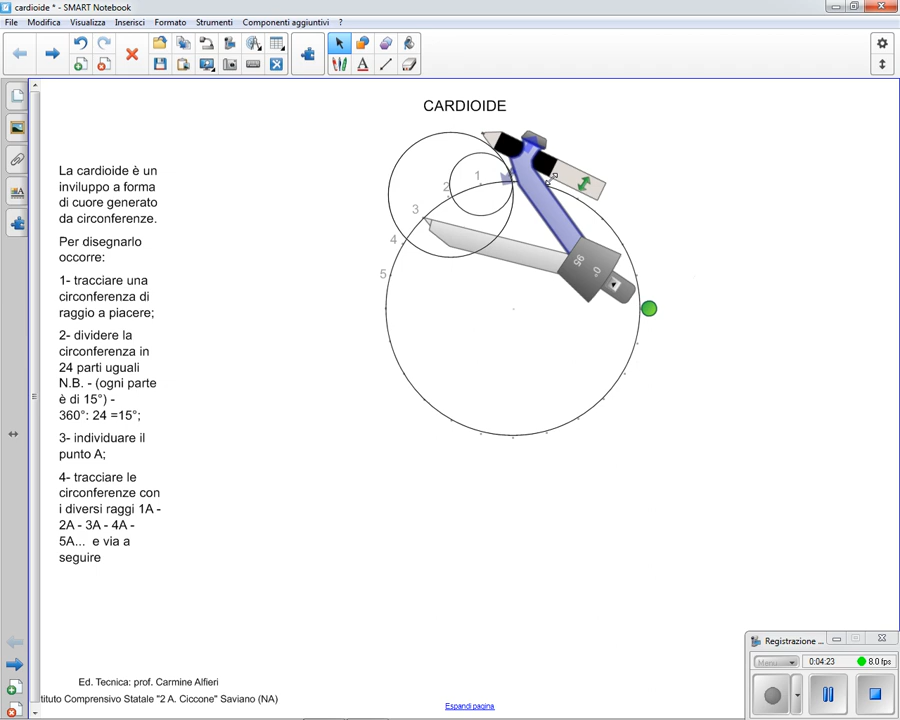 cardioide * - SMART Notebook
File Modifica Visualizza Inserisci Formato Strumenti Componenti aggiuntivi ?
CARDIOIDE
La cardioide è un
inviluppo a forma
di cuore generato
da circonferenze.
Per disegnarlo
occorre:
1- tracciare una
circonferenza di
raggio a piacere;
2- dividere la
circonferenza in
24 parti uguali
N.B. - (ogni parte
è di 15°) -
360°: 24 =15°;
3- individuare il
punto A;
4- tracciare le
circonferenze con
i diversi raggi 1A -
2A - 3A - 4A -
5A... e via a
seguire
1
2
3
4
5
95
0°
Ed. Tecnica: prof. Carmine Alfieri
tituto Comprensivo Statale "2 A. Ciccone" Saviano (NA)
Espandi pagina
Registrazione ...
Menu
0:04:23
8.0 fps